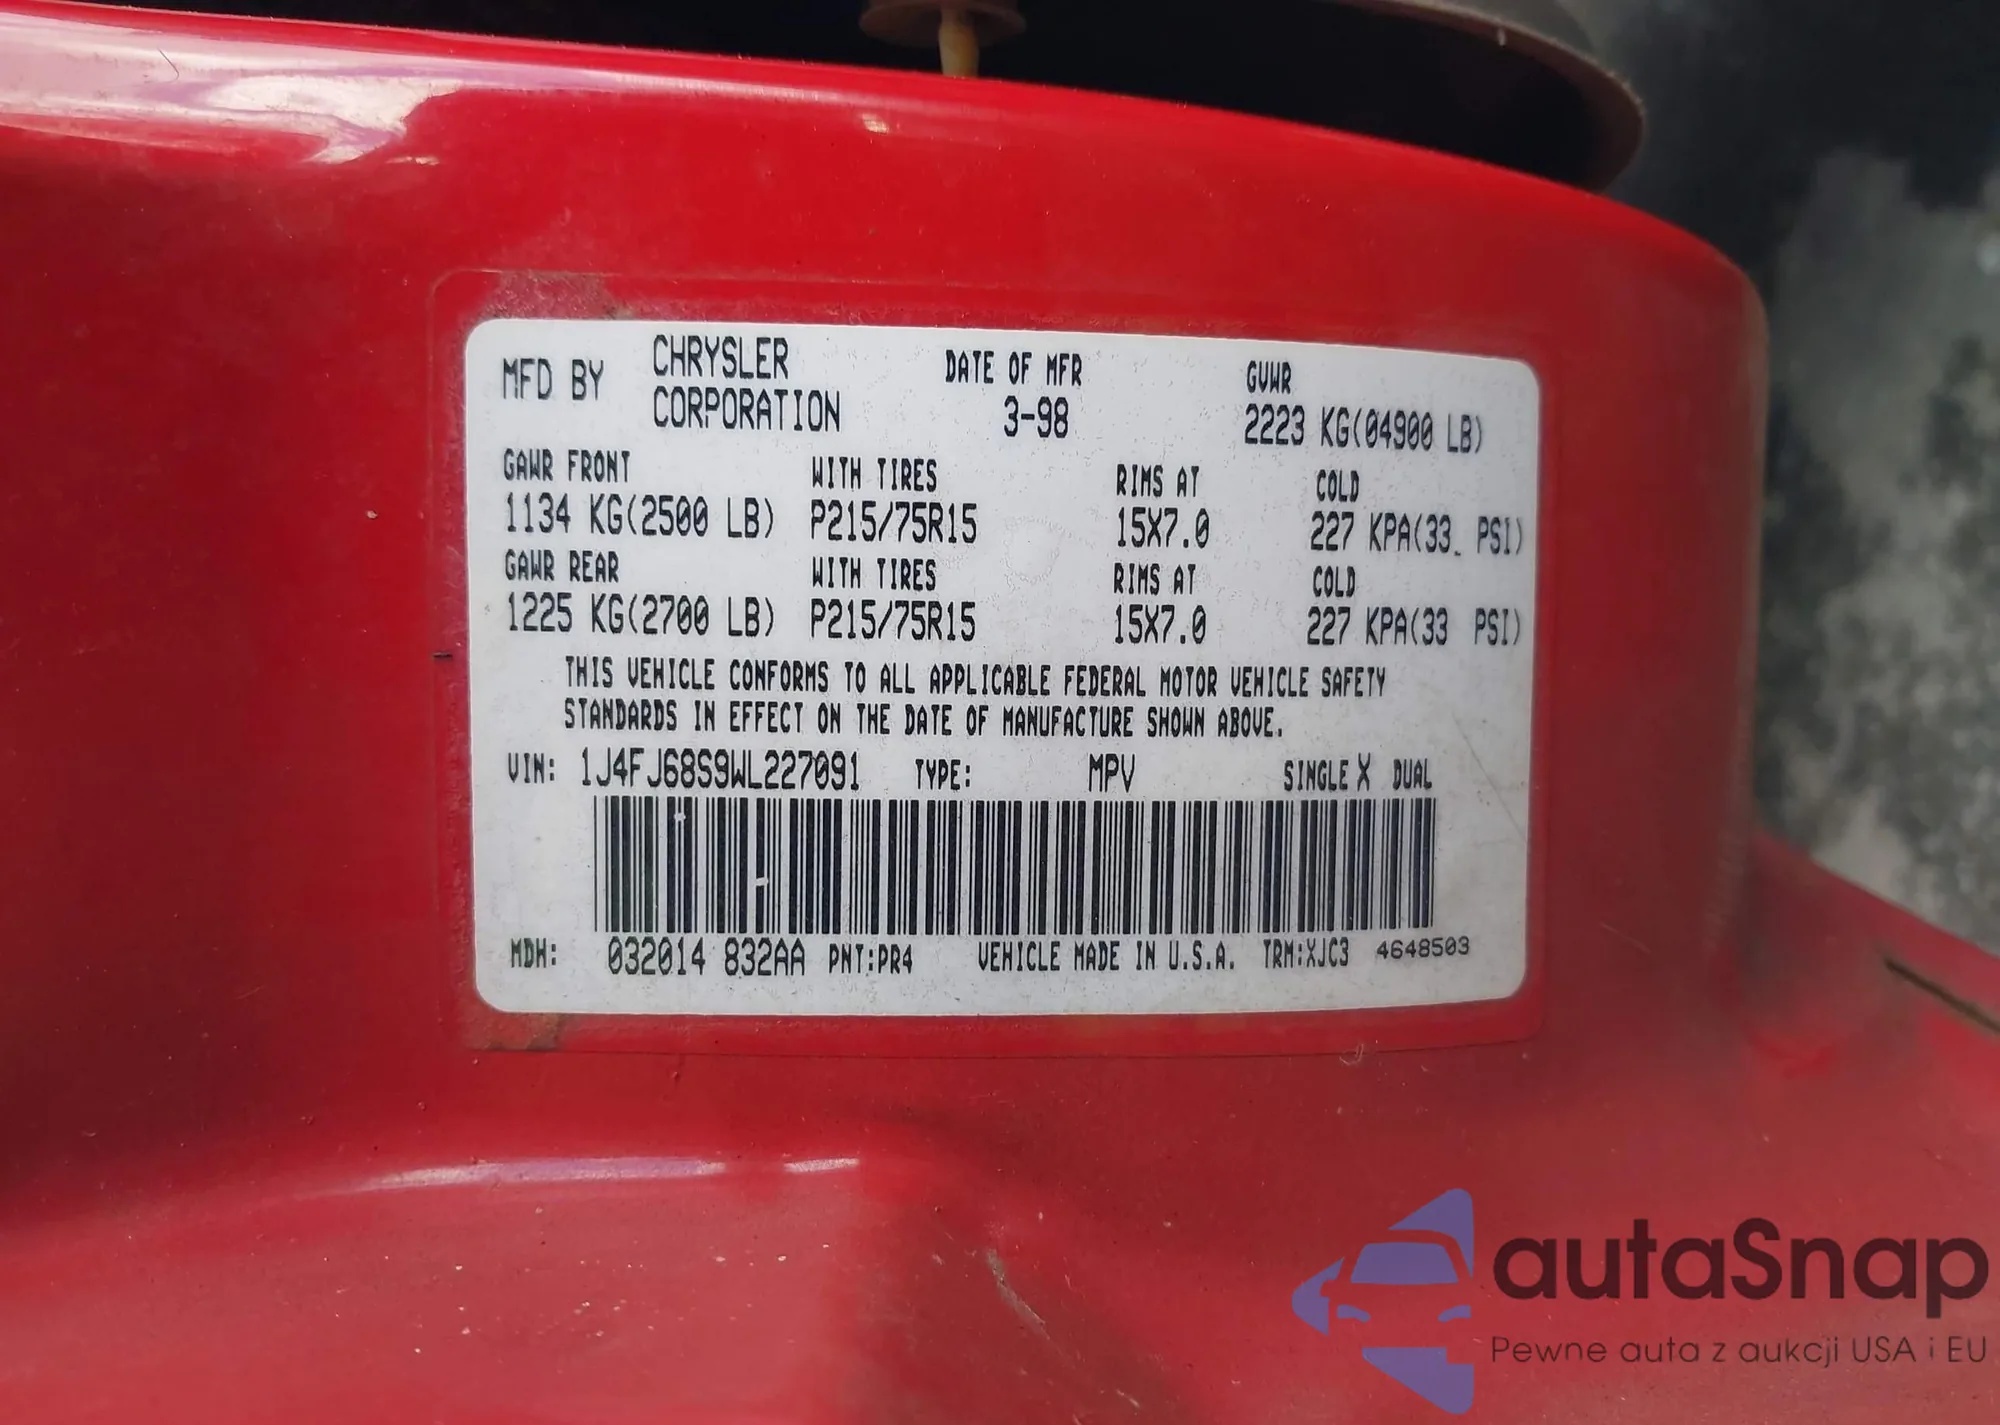 MFD BY CHRYSLER CORPORATION DATE OF MFR 3-98 GVWR 2223 KG(04900 LB)
GAWR FRONT WITH TIRES RIMS AT COLD
1134 KG(2500 LB) P215/75R15 15X7.0 227 KPA(33 PSI)
GAWR REAR WITH TIRES RIMS AT COLD
1225 KG(2700 LB) P215/75R15 15X7.0 227 KPA(33 PSI)
THIS VEHICLE CONFORMS TO ALL APPLICABLE FEDERAL MOTOR VEHICLE SAFETY
STANDARDS IN EFFECT ON THE DATE OF MANUFACTURE SHOWN ABOVE.
VIN: 1J4FJ68S9WL227091 TYPE: MPV SINGLE X DUAL
MDH: 032014 832AA PNT:PR4 VEHICLE MADE IN U.S.A. TRM:XJC3 4648503
autaSnap
Pewne auta z aukcji USA i EU